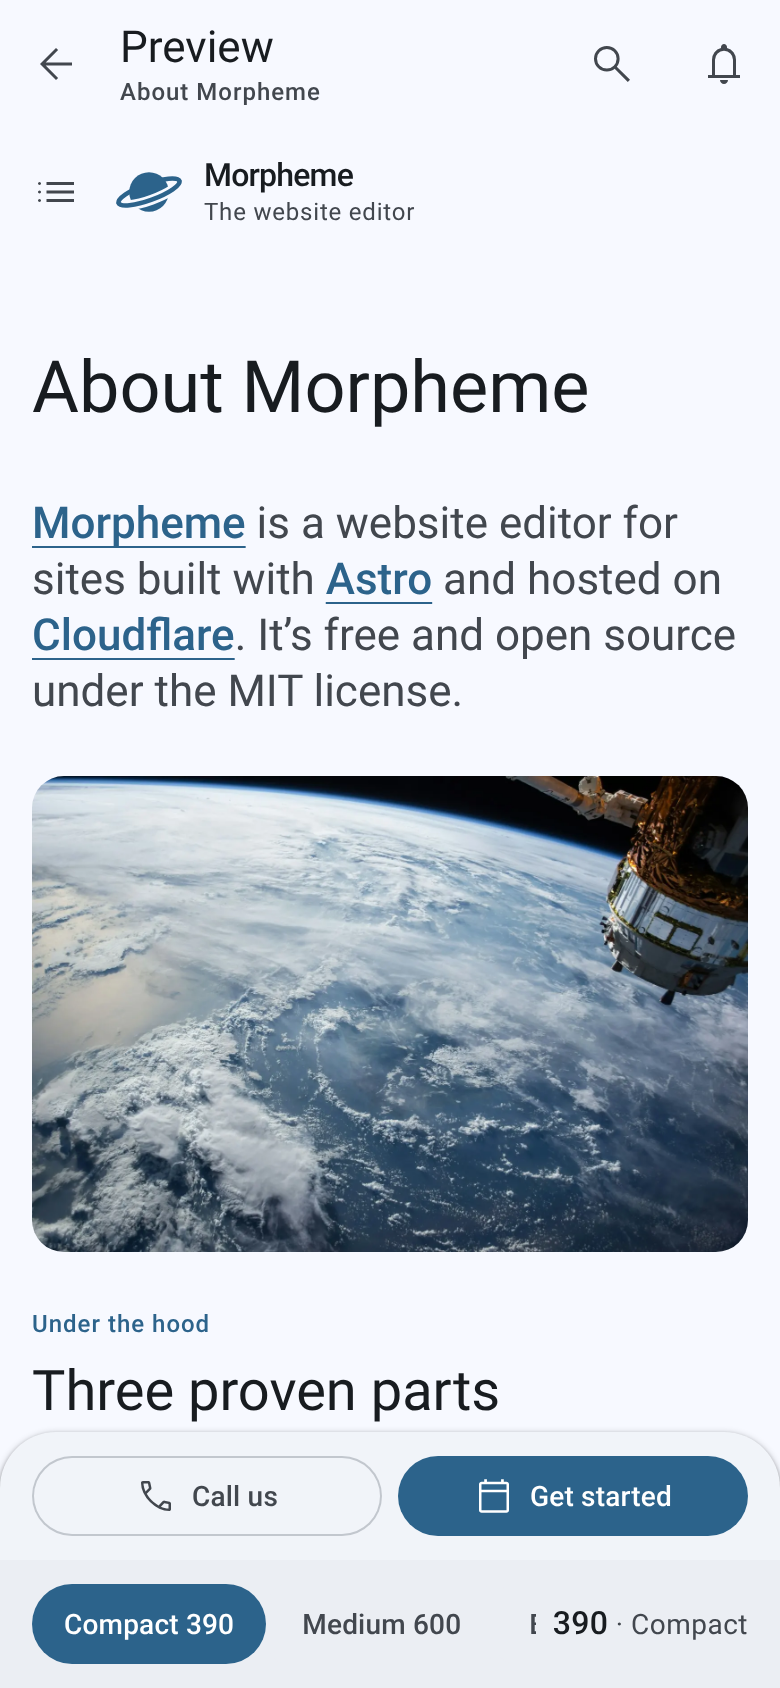 Preview
About Morpheme
Morpheme
The website editor
About Morpheme
Morpheme is a website editor for
sites built with Astro and hosted on
Cloudflare. It’s free and open source
under the MIT license.
Under the hood
Three proven parts
Call us
Get started
Compact 390
Medium 600
390 · Compact